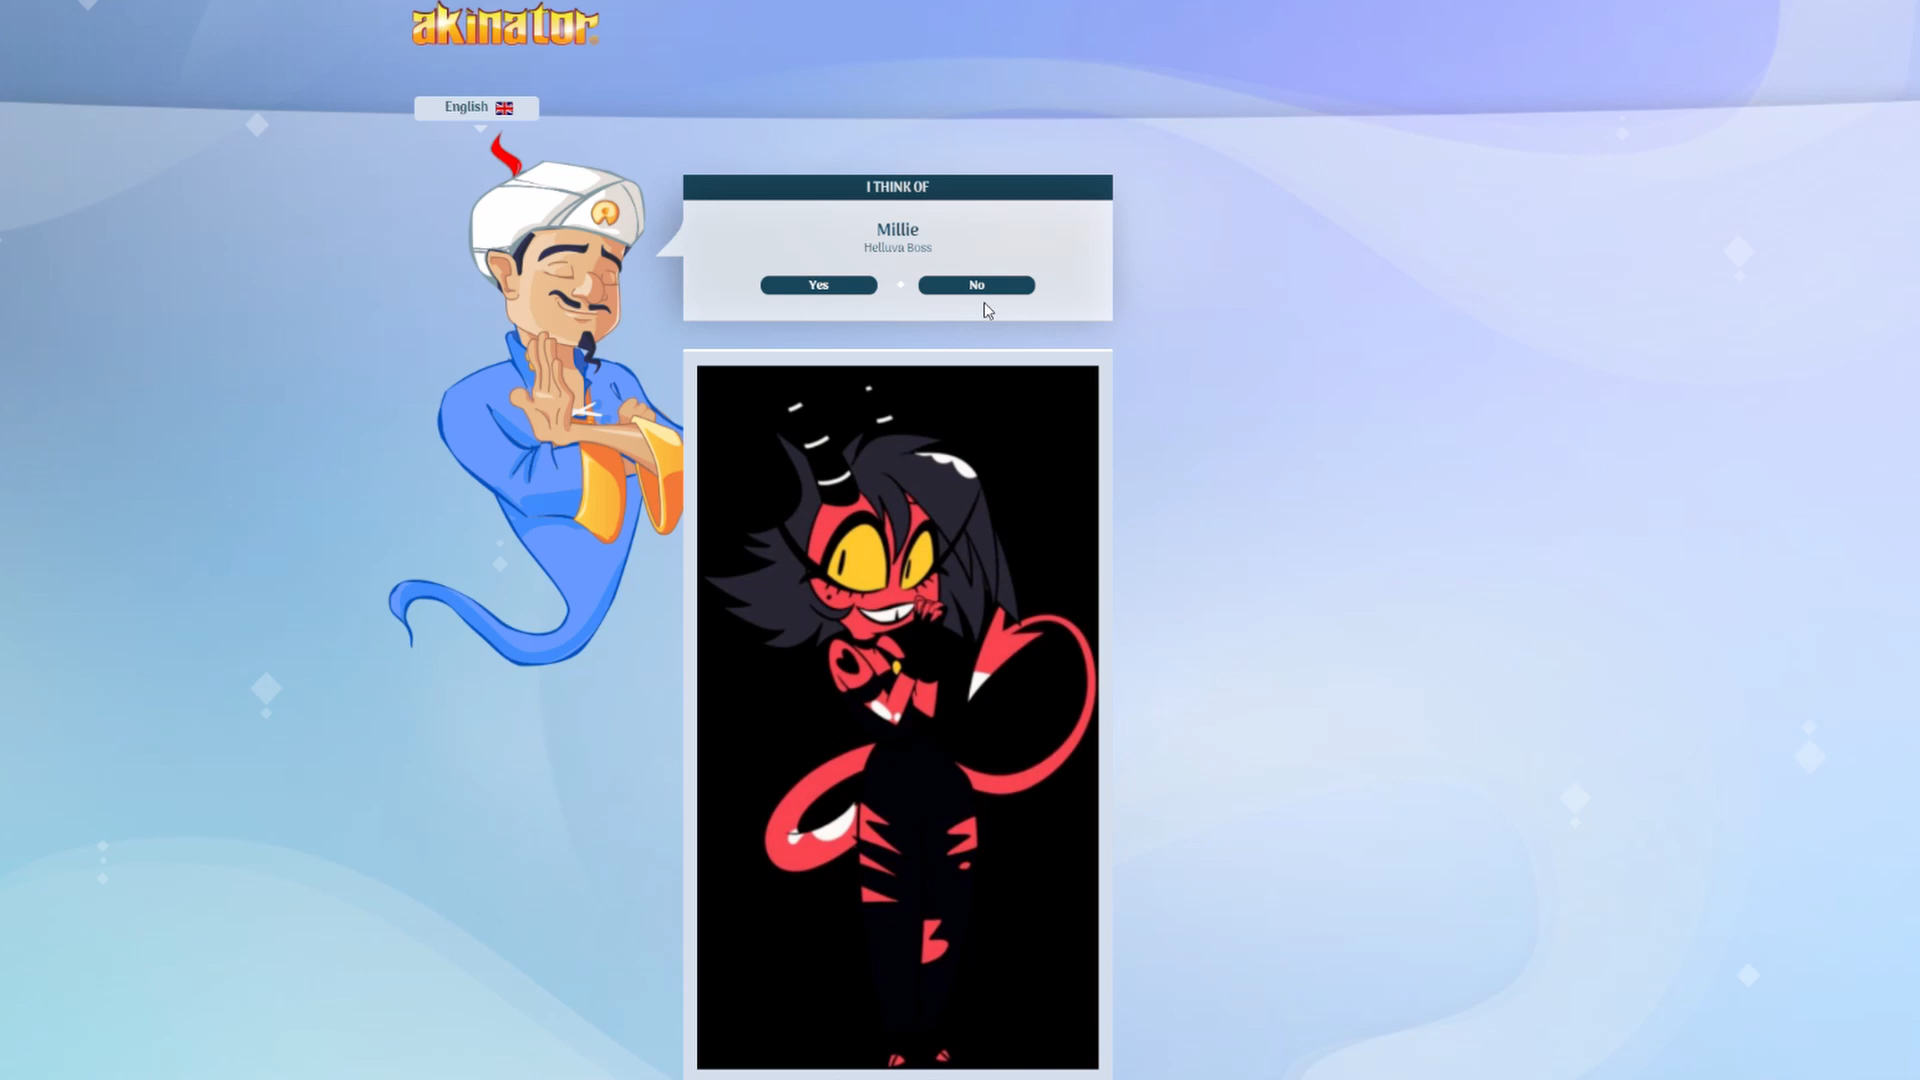 akinator
English
I THINK OF
Millie
Helluva Boss
Yes
No